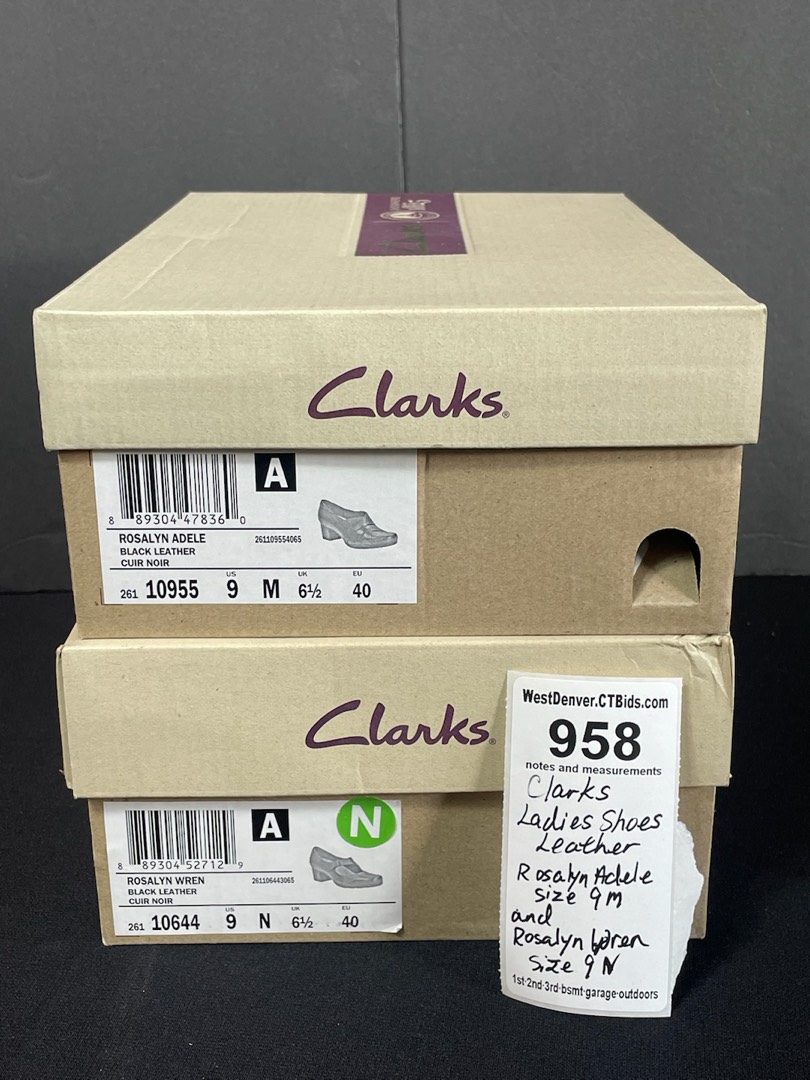 Clarks
A
8 89304 47836 0
ROSALYN ADELE 261109554065
BLACK LEATHER
CUIR NOIR
US UK EU
261 10955 9 M 6½ 40
Clarks
A N
8 89304 52712 9
ROSALYN WREN 261106443065
BLACK LEATHER
CUIR NOIR
US UK EU
261 10644 9 N 6½ 40
WestDenver.CTBids.com
958
notes and measurements
Clarks
Ladies Shoes
Leather
Rosalyn Adele
Size 9M
and
Rosalyn Wren
Size 9 N
1st·2nd·3rd·bsmt·garage·outdoors